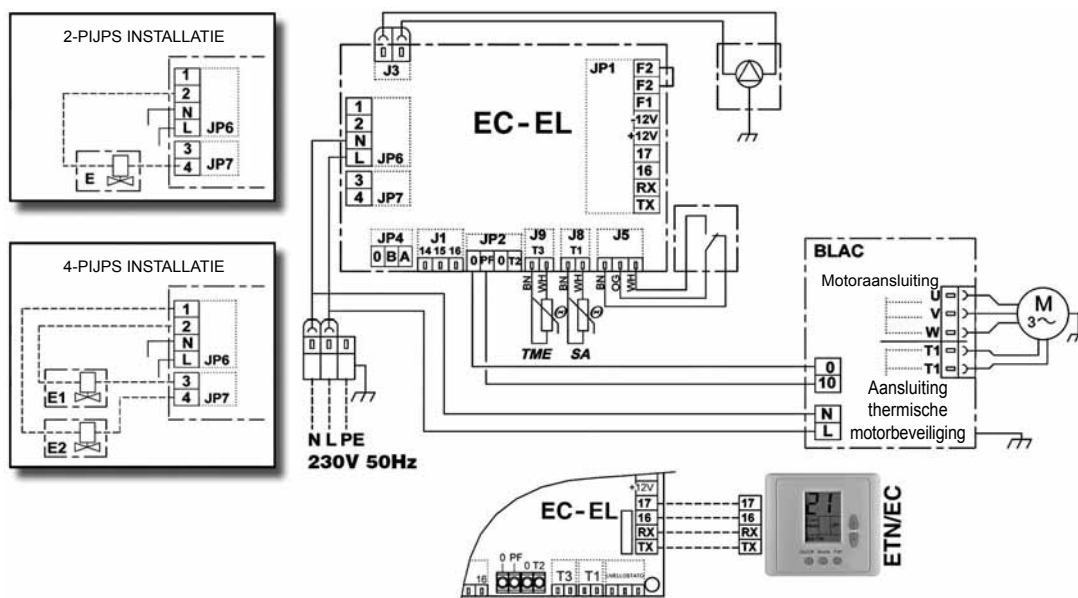 2-PIJPS INSTALLATIE
1
2
N
L
JP6
3
4
JP7
E
4-PIJPS INSTALLATIE
1
2
N
L
JP6
3
4
JP7
E1
E2
J3
EC-EL
1
2
N
L
JP6
3
4
JP7
JP1
F2
F2
F1
-12V
+12V
17
16
RX
TX
JP4
0 B A
J1
14 15 16
JP2
0 PF 0 T2
J9
T3
J8
T1
J5
BN
WH
BN
WH
BN
OG
WH
TME
SA
N L PE
230V 50Hz
BLAC
Motoraansluiting
U
V
W
T1
T1
M
3~
0
10
N
L
Aansluiting
thermische
motorbeveiliging
EC-EL
+12V
17
16
RX
TX
16
0 PF
0 T2
T3
T1
LIVELLOSTATO
17
16
RX
TX
21
ETN/EC